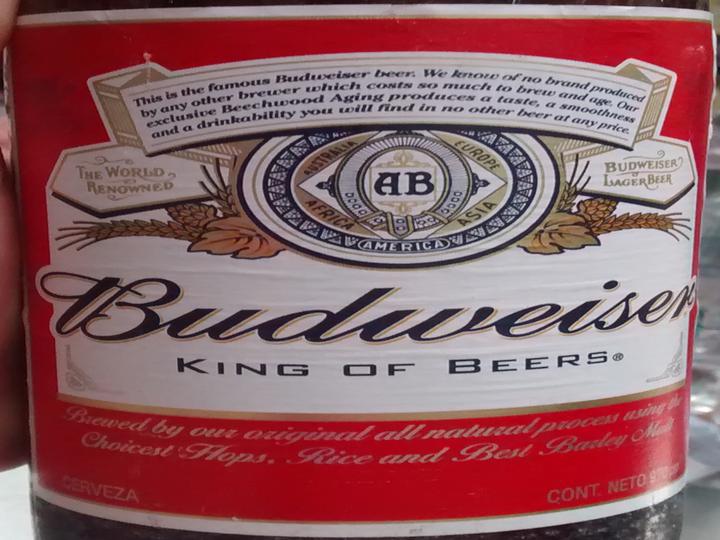 This is the famous Budweiser beer. We know of no brand produced
by any other brewer which costs so much to brew and age. Our
exclusive Beechwood Aging produces a taste, a smoothness
and a drinkability you will find in no other beer at any price.
THE WORLD
RENOWNED
AUSTRALIA
EUROPE
AB
AFRICA
ASIA
AMERICA
BUDWEISER
LAGER BEER
Budweiser
KING OF BEERS®
Brewed by our original all natural process using the
Choicest Hops, Rice and Best Barley Malt
CERVEZA
CONT. NETO